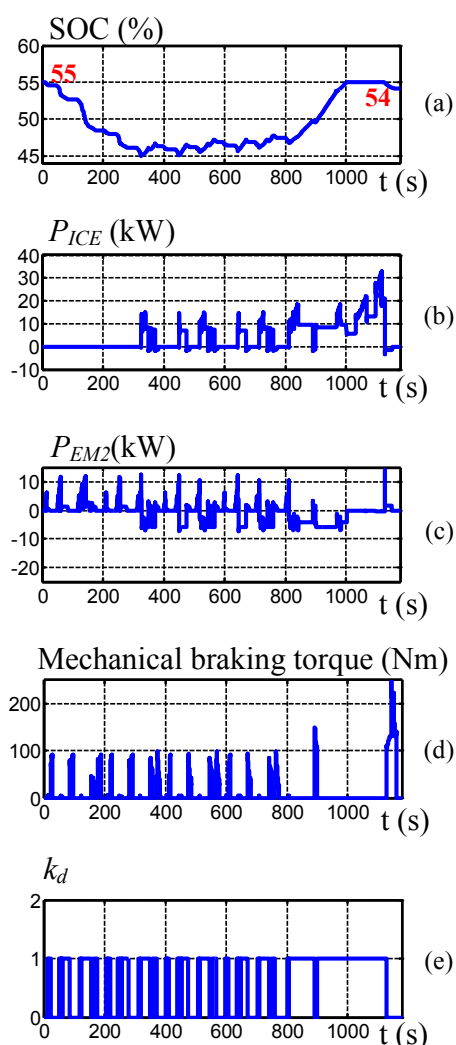 SOC (%)
60
55
50
45
55
54
0 200 400 600 800 1000
t (s)
(a)
P_ICE (kW)
40
30
20
10
0
-10
0 200 400 600 800 1000
t (s)
(b)
P_EM2(kW)
10
0
-10
-20
0 200 400 600 800 1000
t (s)
(c)
Mechanical braking torque (Nm)
200
100
0
0 200 400 600 800 1000
t (s)
(d)
k_d
2
1
0
0 200 400 600 800 1000
t (s)
(e)